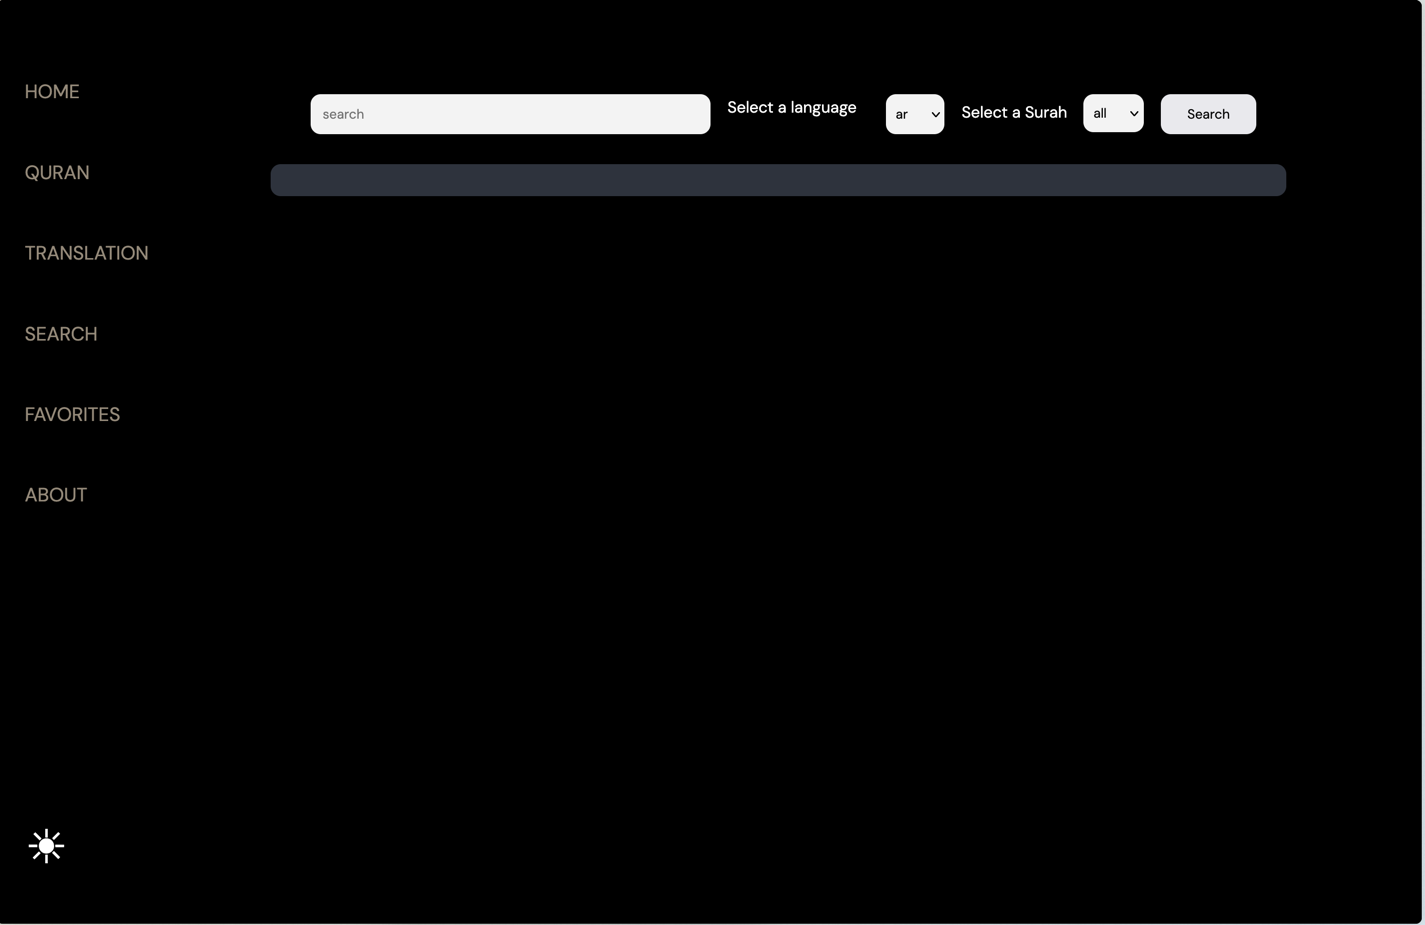 HOME
QURAN
TRANSLATION
SEARCH
FAVORITES
ABOUT
search
Select a language
ar
Select a Surah
all
Search